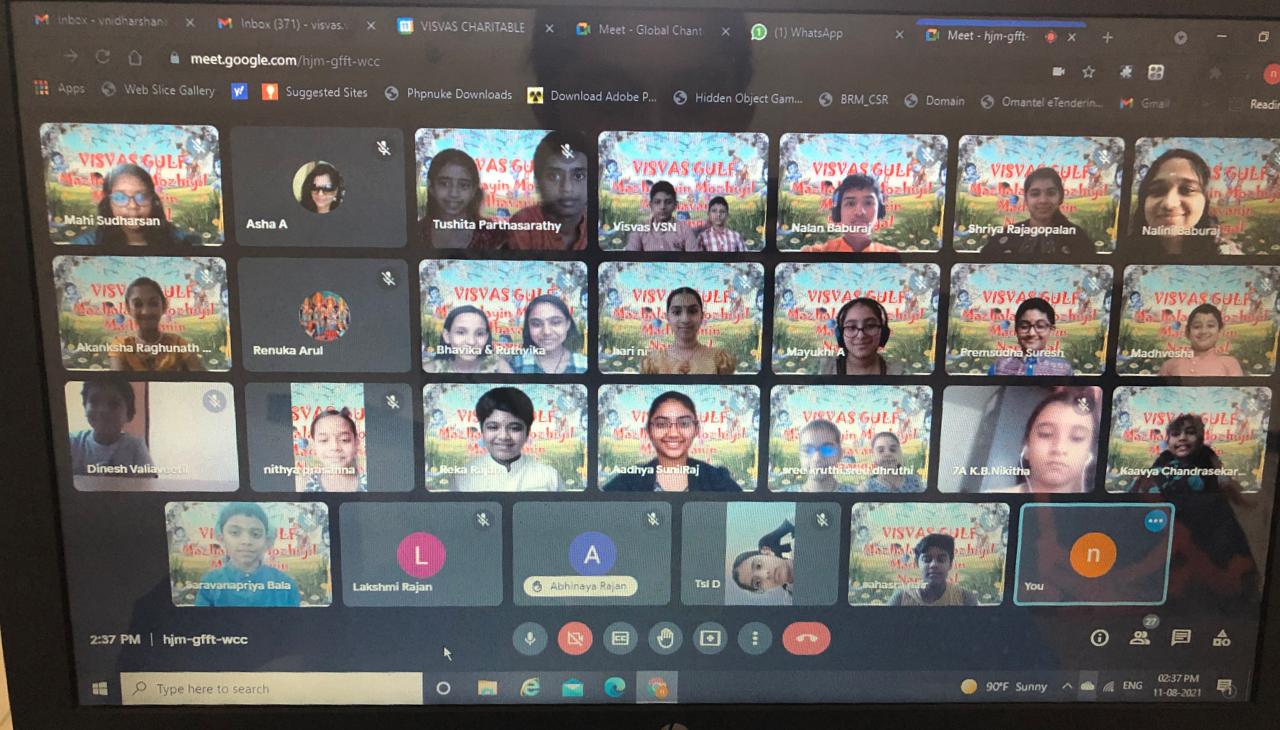 Inbox - vnidharshan
Inbox (371) - visvas.
VISVAS CHARITABLE
Meet - Global Chant
(1) WhatsApp
Meet - hjm-gfft-
meet.google.com/hjm-gfft-wcc
Apps
Web Slice Gallery
Suggested Sites
Phpnuke Downloads
Download Adobe P...
Hidden Object Gam...
BRM_CSR
Domain
Omantel eTenderin...
Gmail
Readin
VISVAS GULF
Mahi Sudharsan
Asha A
Tushita Parthasarathy
Visvas VSN
Nalan Baburaj
Shriya Rajagopalan
Nalini Baburaj
Akanksha Raghunath ...
Renuka Arul
Bhavika & Ruthvika
hari ni
Mayukhi A
Premsudha Suresh
Madhvesha
Dinesh Valiaveetil
nithya prasanna
Reka Rajan
Aadhya SunilRaj
sree kruthi.sree dhruthi
7A K.B.Nikitha
Kaavya Chandrasekar...
Saravanapriya Bala
L
Lakshmi Rajan
A
Abhinaya Rajan
Tsl D
n
You
2:37 PM | hjm-gfft-wcc
27
Type here to search
90°F Sunny
ENG
02:37 PM
11-08-2021